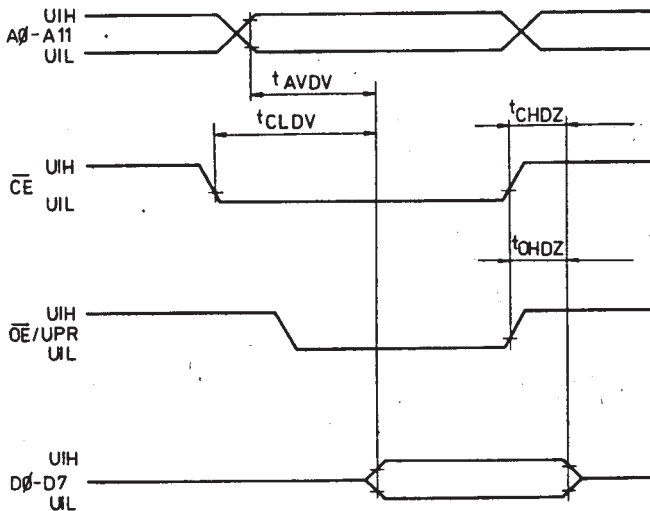 UIH
AØ-A11
UIL
tAVDV
tCLDV
tCHDZ
UIH
CE
UIL
tOHDZ
UIH
OE/UPR
UIL
UIH
DØ-D7
UIL